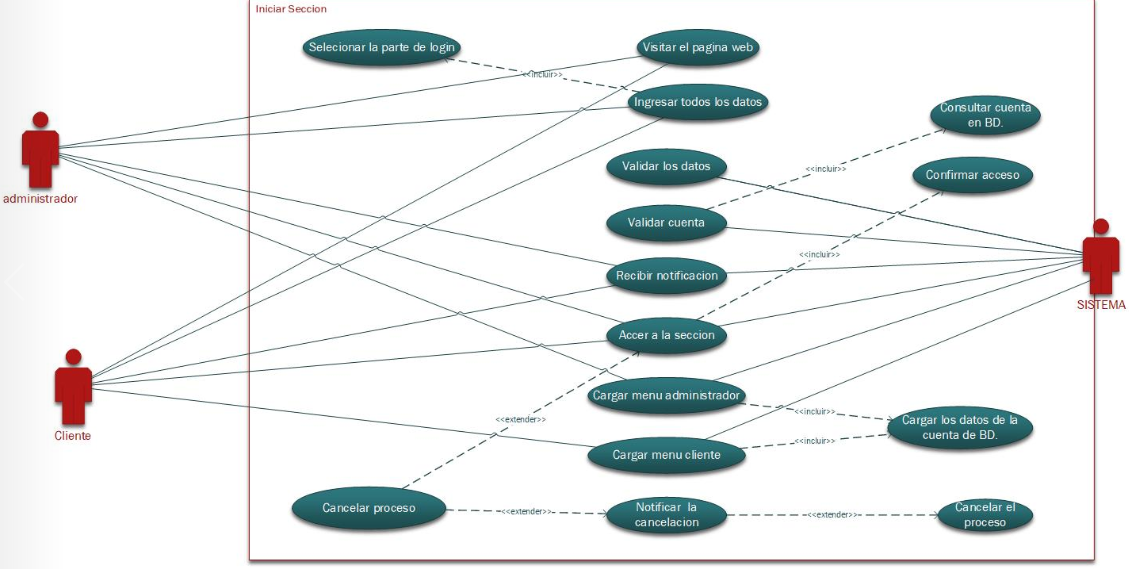 Iniciar Seccion
Selecionar la parte de login
Visitar el pagina web
<<incluir>>
Ingresar todos los datos
Consultar cuenta
en BD.
administrador
Validar los datos
<<incluir>>
Confirmar acceso
Validar cuenta
<<incluir>>
Recibir notificacion
SISTEMA
Accer a la seccion
Cargar menu administrador
<<incluir>>
<<extender>>
Cargar los datos de la
cuenta de BD.
Cliente
<<incluir>>
Cargar menu cliente
Cancelar proceso
<<extender>>
Notificar la
cancelacion
<<extender>>
Cancelar el
proceso